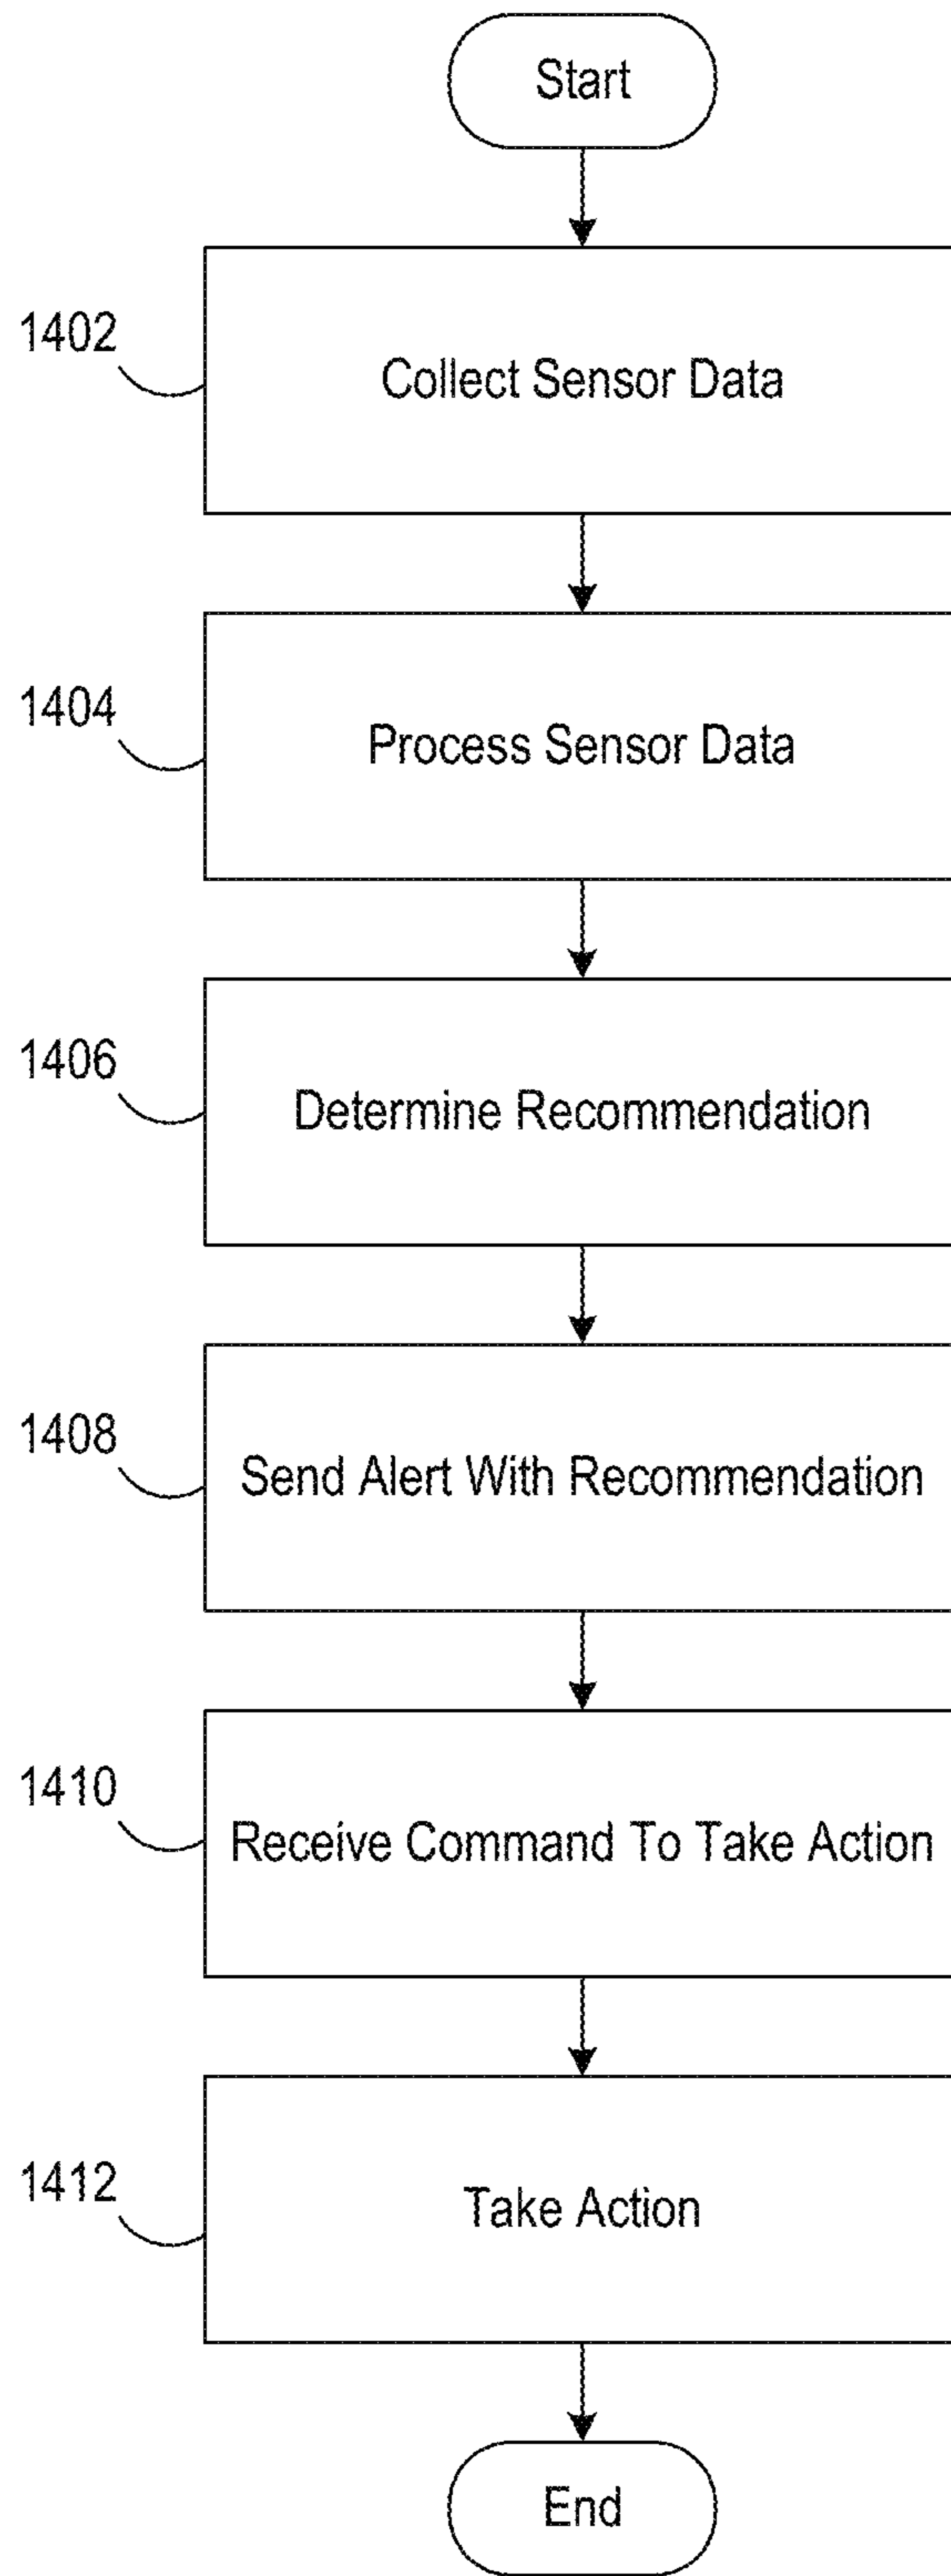 Start
1402
Collect Sensor Data
1404
Process Sensor Data
1406
Determine Recommendation
1408
Send Alert With Recommendation
1410
Receive Command To Take Action
1412
Take Action
End